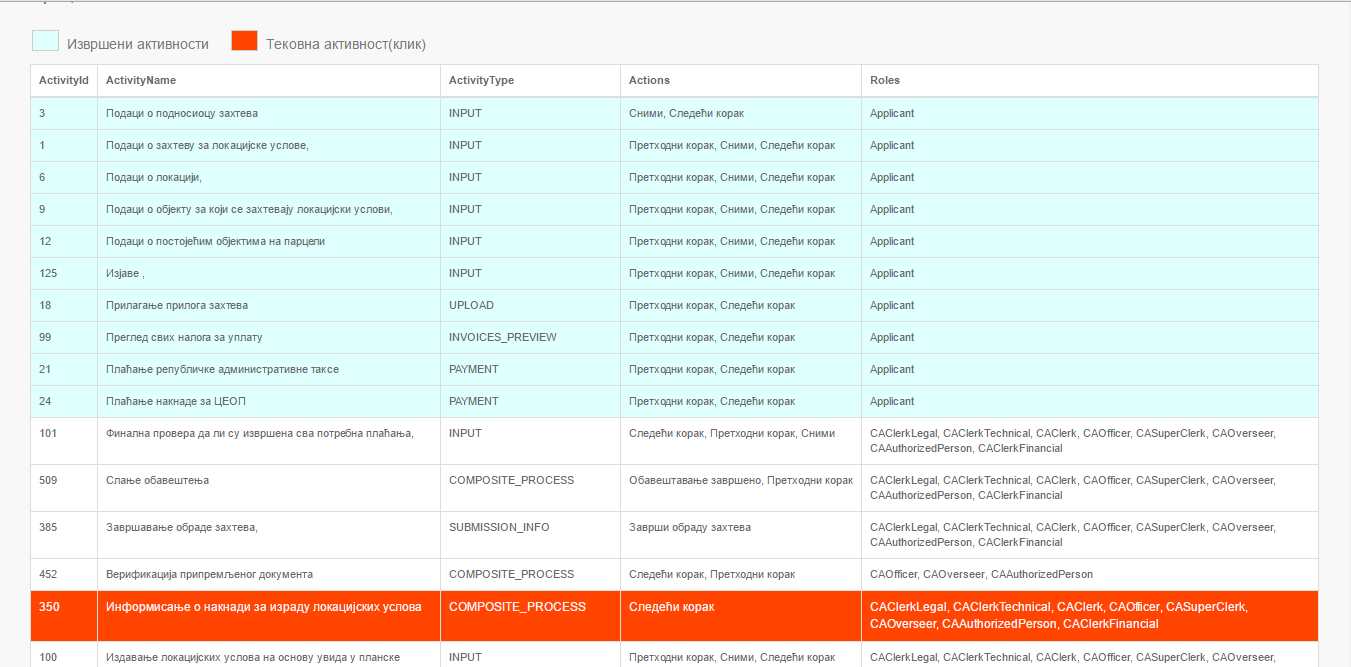 Извршени активности Тековна активност(клик)
ActivityId ActivityName ActivityType Actions Roles
3 Подаци о подносиоцу захтева INPUT Сними, Следећи корак Applicant
1 Подаци о захтеву за локацијске услове, INPUT Претходни корак, Сними, Следећи корак Applicant
6 Подаци о локацији, INPUT Претходни корак, Сними, Следећи корак Applicant
9 Подаци о објекту за који се захтевају локацијски услови, INPUT Претходни корак, Сними, Следећи корак Applicant
12 Подаци о постојећим објектима на парцели INPUT Претходни корак, Сними, Следећи корак Applicant
125 Изјаве , INPUT Претходни корак, Сними, Следећи корак Applicant
18 Прилагање прилога захтева UPLOAD Претходни корак, Следећи корак Applicant
99 Преглед свих налога за уплату INVOICES_PREVIEW Претходни корак, Следећи корак Applicant
21 Плаћање републичке административне таксе PAYMENT Претходни корак, Следећи корак Applicant
24 Плаћање накнаде за ЦЕОП PAYMENT Претходни корак, Следећи корак Applicant
101 Финална провера да ли су извршена сва потребна плаћања, INPUT Следећи корак, Претходни корак, Сними CAClerkLegal, CAClerkTechnical, CAClerk, CAOfficer, CASuperClerk, CAOverseer,
CAAuthorizedPerson, CAClerkFinancial
509 Слање обавештења COMPOSITE_PROCESS Обавештавање завршено, Претходни корак CAClerkLegal, CAClerkTechnical, CAClerk, CAOfficer, CASuperClerk, CAOverseer,
CAAuthorizedPerson, CAClerkFinancial
385 Завршавање обраде захтева, SUBMISSION_INFO Заврши обраду захтева CAClerkLegal, CAClerkTechnical, CAClerk, CAOfficer, CASuperClerk, CAOverseer,
CAAuthorizedPerson, CAClerkFinancial
452 Верификација припремљеног документа COMPOSITE_PROCESS Следећи корак, Претходни корак CAOfficer, CAOverseer, CAAuthorizedPerson
350 Информисање о накнади за израду локацијских услова COMPOSITE_PROCESS Следећи корак CAClerkLegal, CAClerkTechnical, CAClerk, CAOfficer, CASuperClerk,
CAOverseer, CAAuthorizedPerson, CAClerkFinancial
100 Издавање локацијских услова на основу увида у планске INPUT Претходни корак, Сними, Следећи корак CAClerkLegal, CAClerkTechnical, CAClerk, CAOfficer, CASuperClerk, CAOverseer,